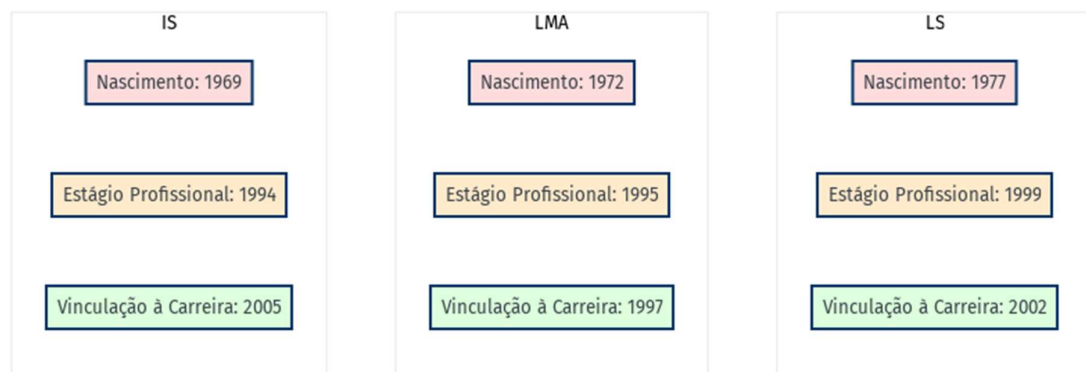 IS
Nascimento: 1969
Estágio Profissional: 1994
Vinculação à Carreira: 2005
LMA
Nascimento: 1972
Estágio Profissional: 1995
Vinculação à Carreira: 1997
LS
Nascimento: 1977
Estágio Profissional: 1999
Vinculação à Carreira: 2002